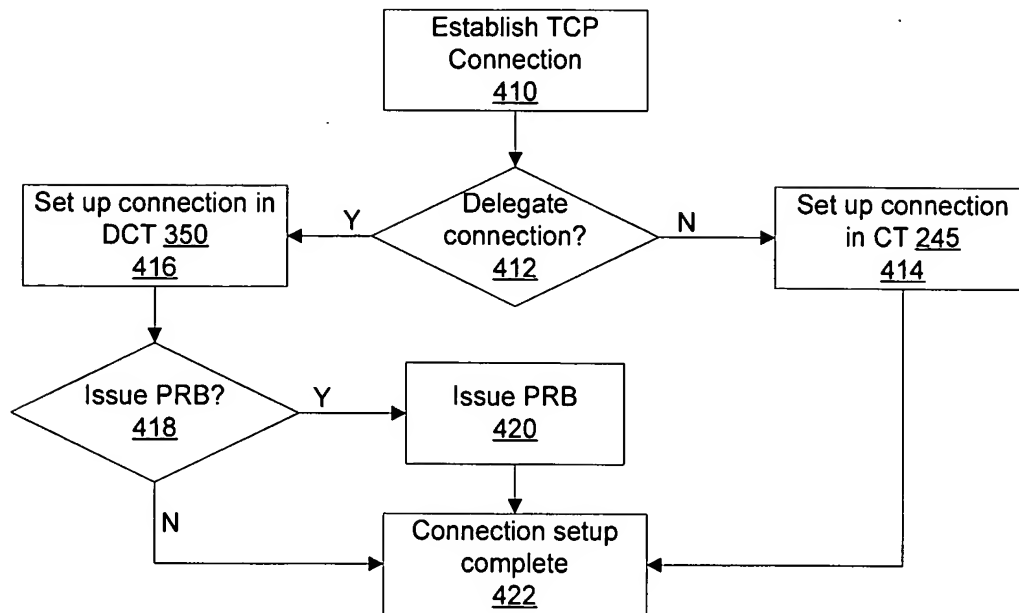 Establish TCP
Connection
410
Delegate
connection?
412
Y
N
Set up connection in
DCT 350
416
Set up connection
in CT 245
414
Issue PRB?
418
Y
Issue PRB
420
N
Connection setup
complete
422